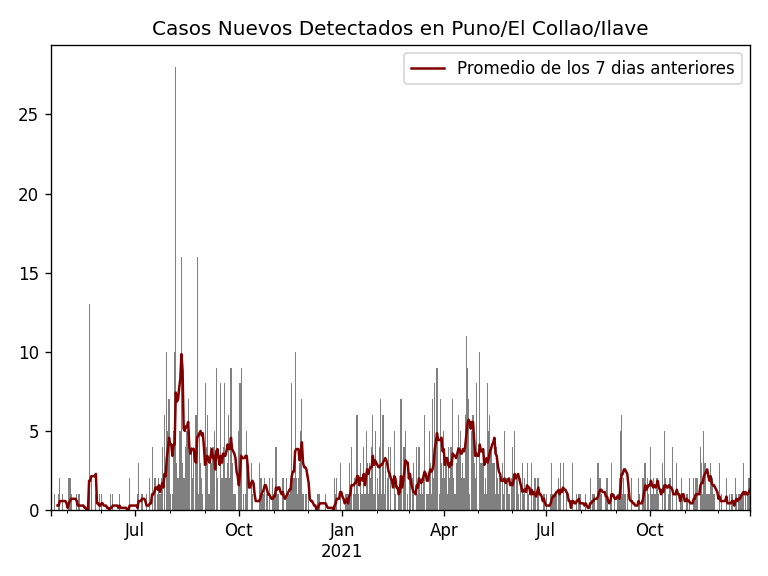 Casos Nuevos Detectados en Puno/El Collao/Ilave
Promedio de los 7 dias anteriores
25
20
15
10
5
0
Jul
Oct
Jan
2021
Apr
Jul
Oct